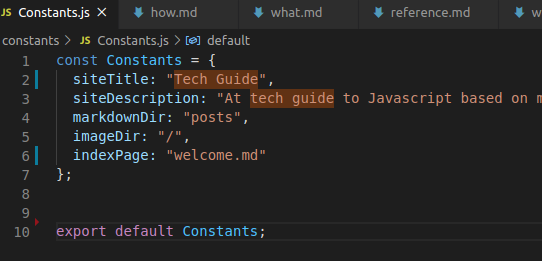 JS Constants.js × how.md what.md reference.md w
constants > JS Constants.js > default
1 const Constants = {
2 siteTitle: "Tech Guide",
3 siteDescription: "At tech guide to Javascript based on m
4 markdownDir: "posts",
5 imageDir: "/",
6 indexPage: "welcome.md"
7 };
8
9
10 export default Constants;